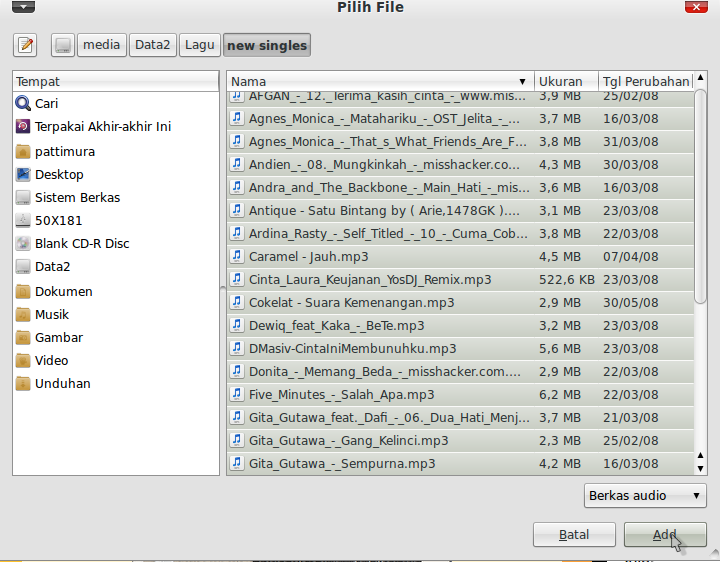 Pilih File
media Data2 Lagu new singles
Tempat
Cari
Terpakai Akhir-akhir Ini
pattimura
Desktop
Sistem Berkas
50X181
Blank CD-R Disc
Data2
Dokumen
Musik
Gambar
Video
Unduhan
Nama Ukuran Tgl Perubahan
AFGAN_-_12._Terima_kasih_cinta_-_www.mis... 3,9 MB 25/02/08
Agnes_Monica_-_Matahariku_-_OST_Jelita_-_... 3,7 MB 16/03/08
Agnes_Monica_-_That_s_What_Friends_Are_F... 3,8 MB 31/03/08
Andien_-_08._Mungkinkah_-_misshacker.co... 4,3 MB 30/03/08
Andra_and_The_Backbone_-_Main_Hati_-_mis... 3,6 MB 16/03/08
Antique - Satu Bintang by ( Arie,1478GK ).... 3,1 MB 23/03/08
Ardina_Rasty_-_Self_Titled_-_10_-_Cuma_Cob... 3,8 MB 22/03/08
Caramel - Jauh.mp3 4,5 MB 07/04/08
Cinta_Laura_Keujanan_YosDJ_Remix.mp3 522,6 KB 23/03/08
Cokelat - Suara Kemenangan.mp3 2,9 MB 30/05/08
Dewiq_feat_Kaka_-_BeTe.mp3 3,2 MB 23/03/08
DMasiv-CintaIniMembunuhku.mp3 5,6 MB 23/03/08
Donita_-_Memang_Beda_-_misshacker.com.... 2,9 MB 22/03/08
Five_Minutes_-_Salah_Apa.mp3 6,2 MB 22/03/08
Gita_Gutawa_feat._Dafi_-_06._Dua_Hati_Menj... 3,7 MB 21/03/08
Gita_Gutawa_-_Gang_Kelinci.mp3 2,3 MB 25/02/08
Gita_Gutawa_-_Sempurna.mp3 4,2 MB 16/03/08
Berkas audio
Batal Add